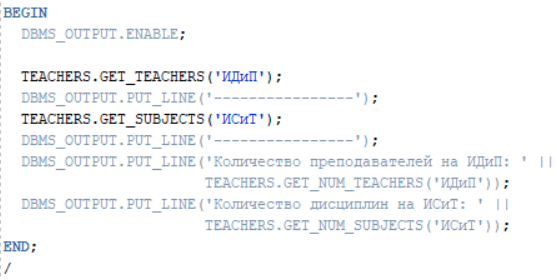 BEGIN
DBMS_OUTPUT.ENABLE;
TEACHERS.GET_TEACHERS('ИДиП');
DBMS_OUTPUT.PUT_LINE('----------------');
TEACHERS.GET_SUBJECTS('ИСиТ');
DBMS_OUTPUT.PUT_LINE('----------------');
DBMS_OUTPUT.PUT_LINE('Количество преподавателей на ИДиП: ' ||
TEACHERS.GET_NUM_TEACHERS('ИДиП'));
DBMS_OUTPUT.PUT_LINE('Количество дисциплин на ИСиТ: ' ||
TEACHERS.GET_NUM_SUBJECTS('ИСиТ'));
END;
/